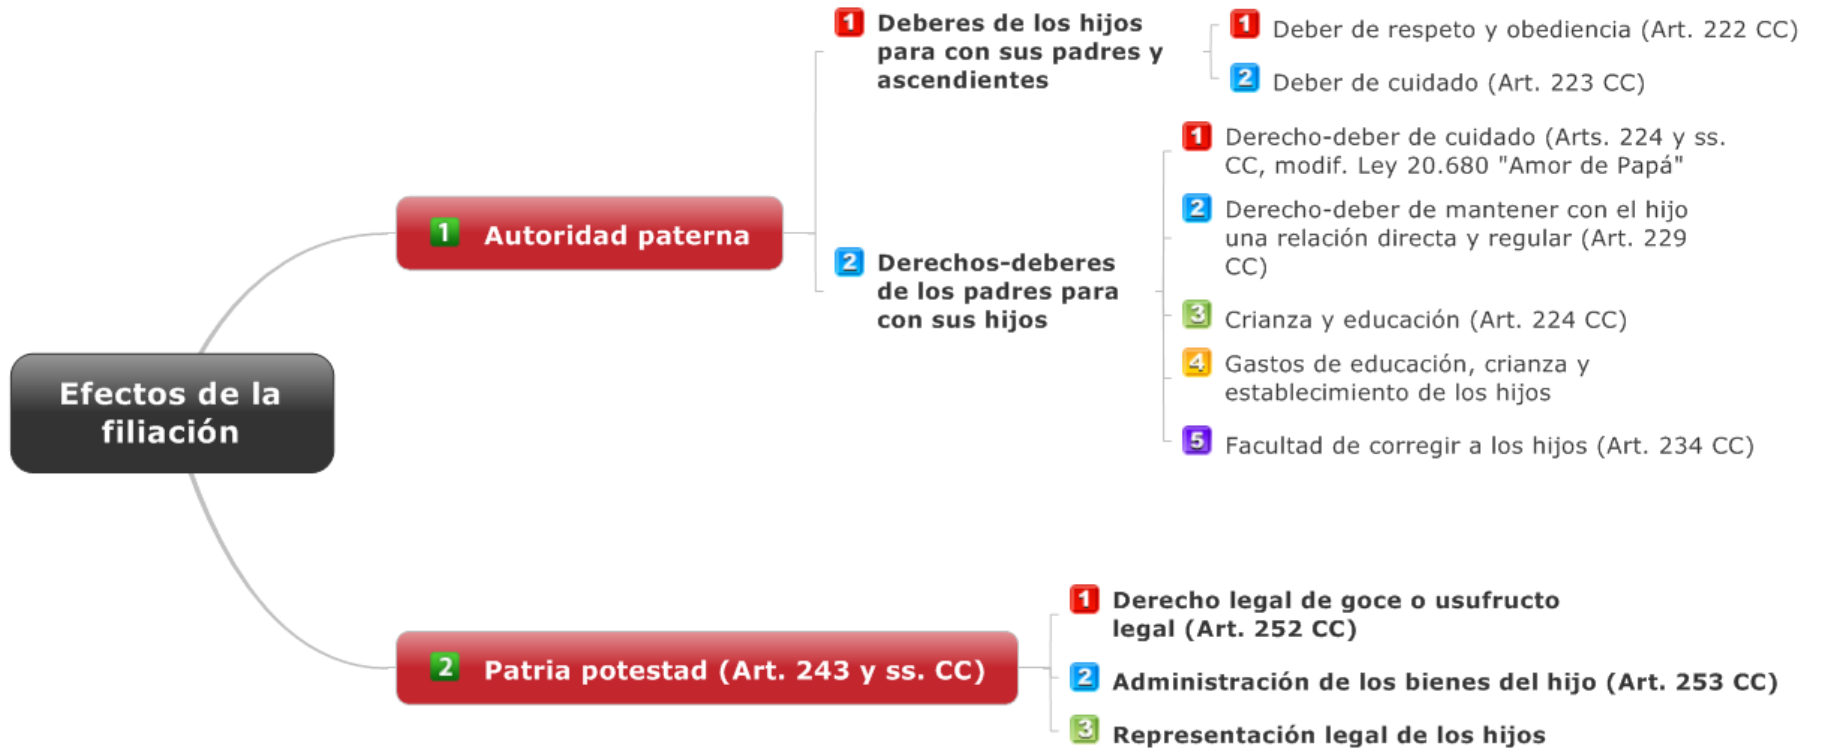 Efectos de la
filiación
1 Autoridad paterna
1 Deberes de los hijos
para con sus padres y
ascendientes
1 Deber de respeto y obediencia (Art. 222 CC)
2 Deber de cuidado (Art. 223 CC)
2 Derechos-deberes
de los padres para
con sus hijos
1 Derecho-deber de cuidado (Arts. 224 y ss.
CC, modif. Ley 20.680 "Amor de Papá"
2 Derecho-deber de mantener con el hijo
una relación directa y regular (Art. 229
CC)
3 Crianza y educación (Art. 224 CC)
4 Gastos de educación, crianza y
establecimiento de los hijos
5 Facultad de corregir a los hijos (Art. 234 CC)
2 Patria potestad (Art. 243 y ss. CC)
1 Derecho legal de goce o usufructo
legal (Art. 252 CC)
2 Administración de los bienes del hijo (Art. 253 CC)
3 Representación legal de los hijos